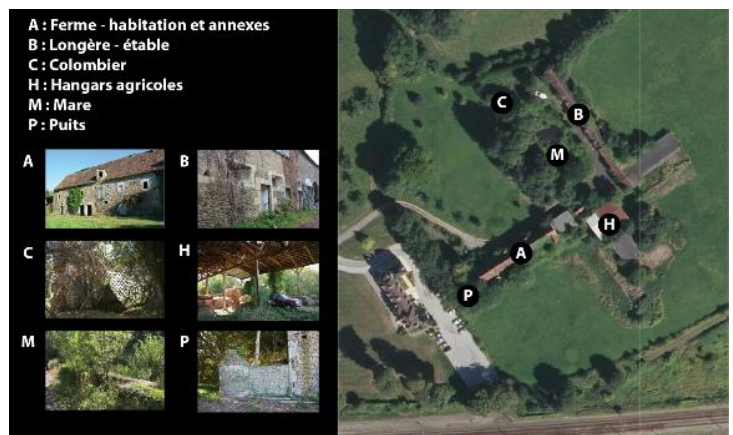 A : Ferme - habitation et annexes
B : Longère - étable
C : Colombier
H : Hangars agricoles
M : Mare
P : Puits
A
B
C
H
M
P
C
B
M
H
A
P